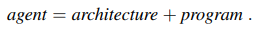 agent = architecture + program .